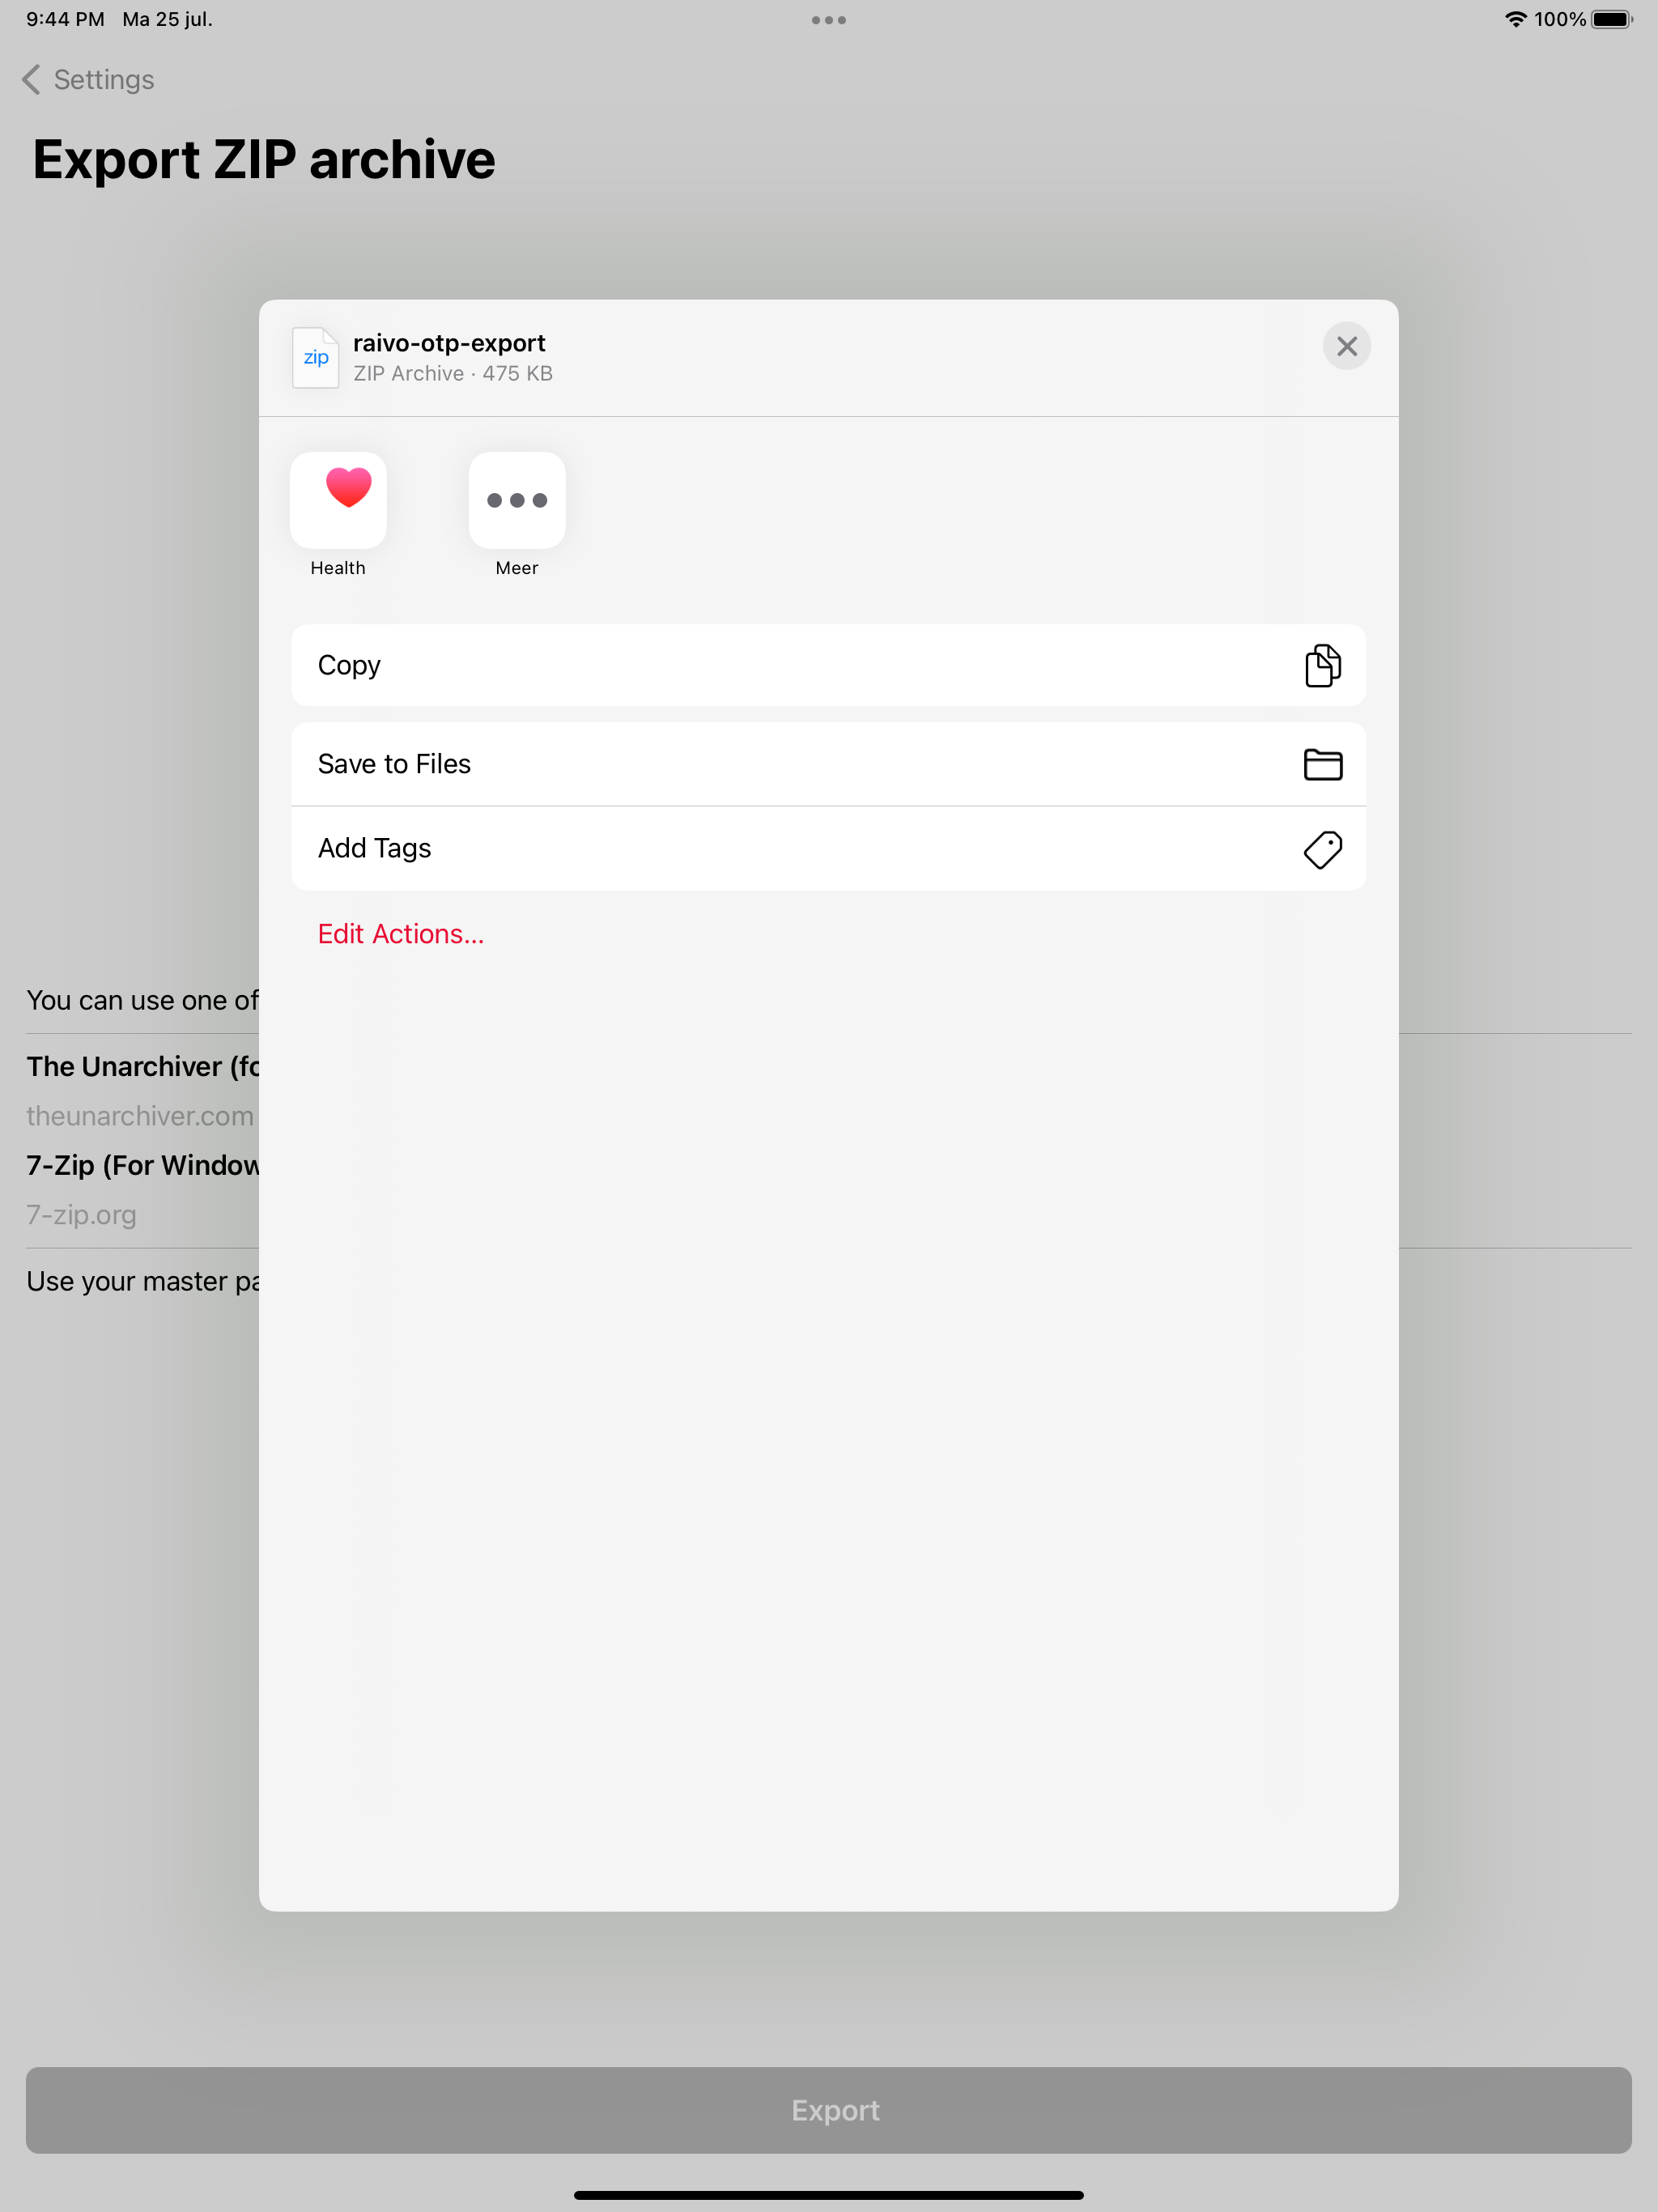 9:44 PM Ma 25 jul.
100%
Settings
Export ZIP archive
zip
raivo-otp-export
ZIP Archive · 475 KB
Health
Meer
Copy
Save to Files
Add Tags
Edit Actions...
You can use one of
The Unarchiver (fo
theunarchiver.com
7-Zip (For Window
7-zip.org
Use your master pa
Export